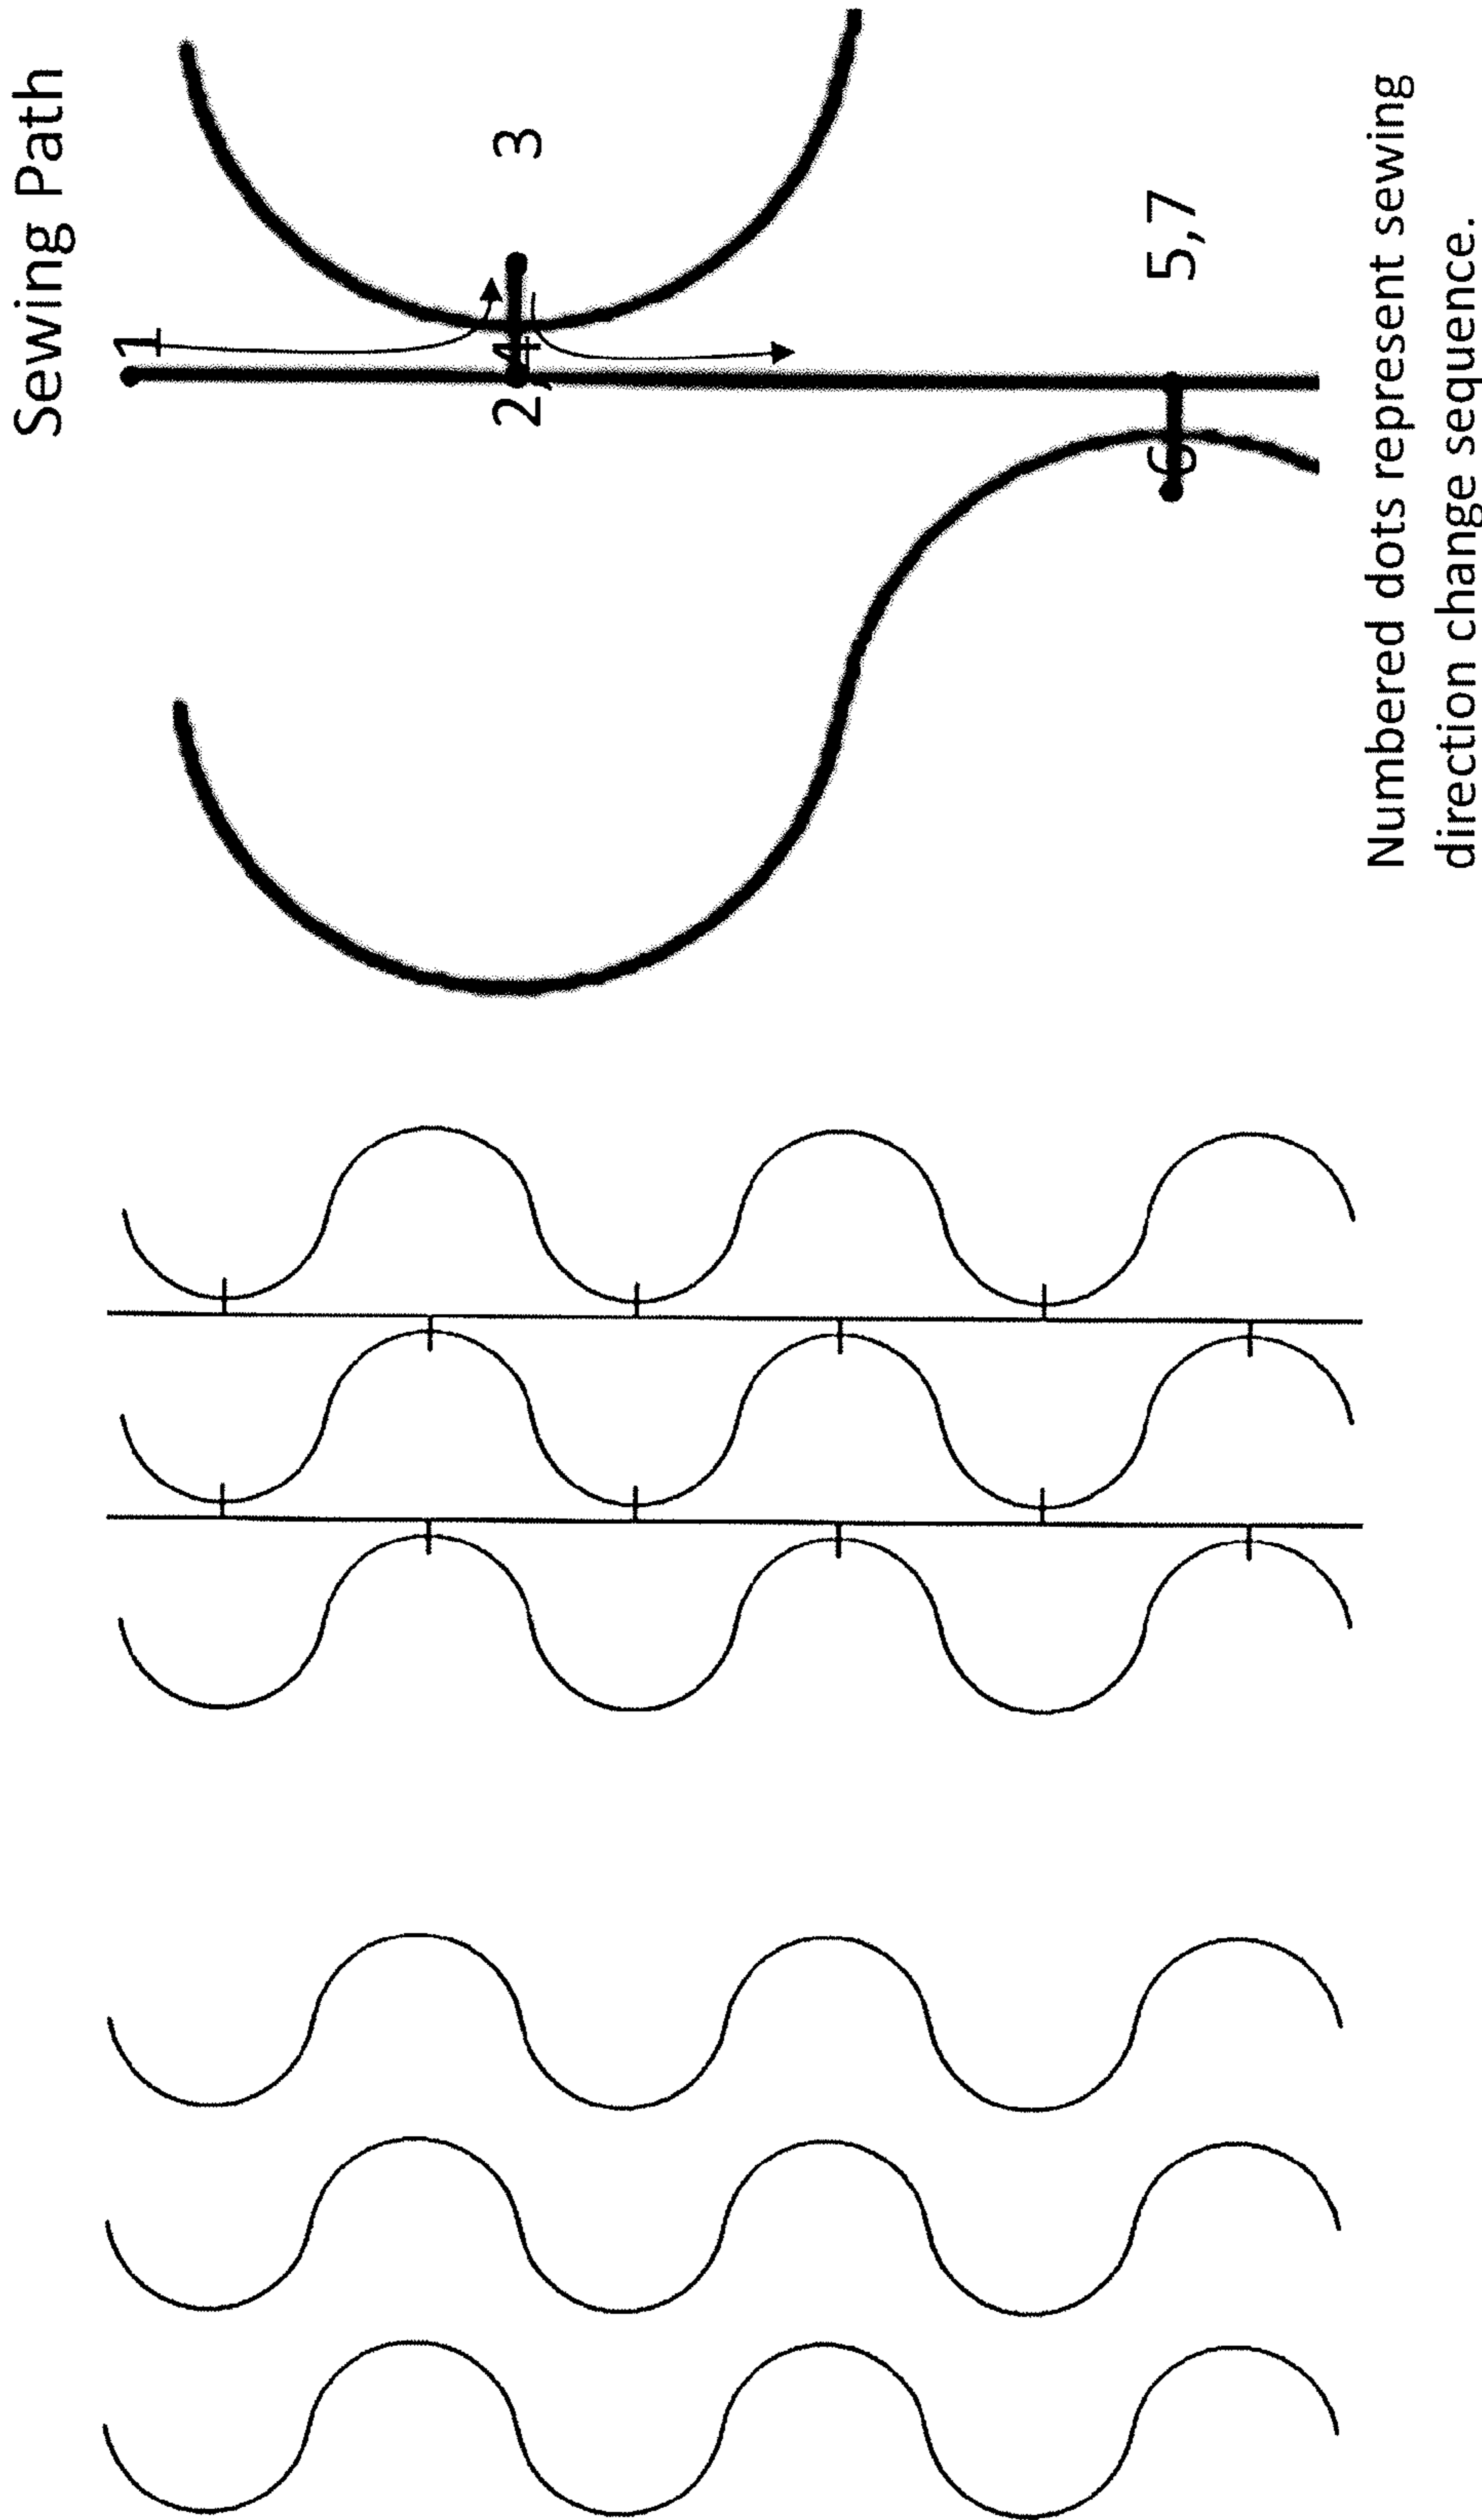 Sewing Path
1
2,4
3
5,7
6
Numbered dots represent sewing
direction change sequence.